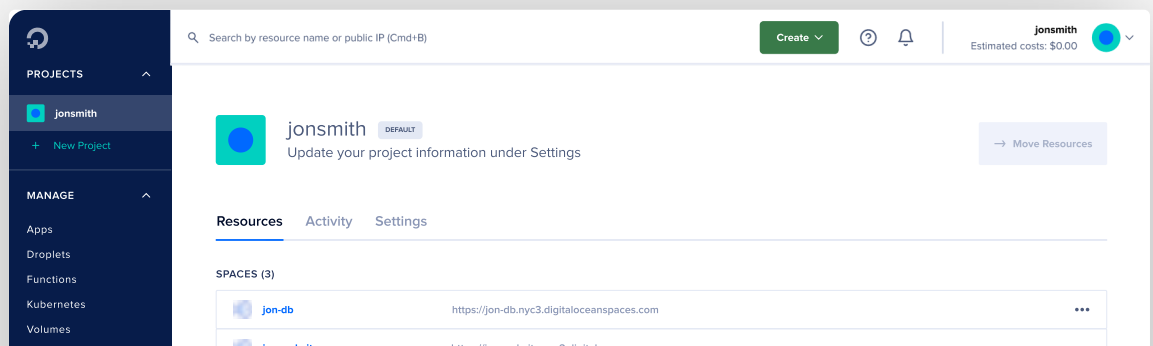 Search by resource name or public IP (Cmd+B)
Create
jonsmith
Estimated costs: $0.00
PROJECTS
jonsmith
+ New Project
MANAGE
Apps
Droplets
Functions
Kubernetes
Volumes
jonsmith DEFAULT
Update your project information under Settings
→ Move Resources
Resources Activity Settings
SPACES (3)
jon-db https://jon-db.nyc3.digitaloceanspaces.com